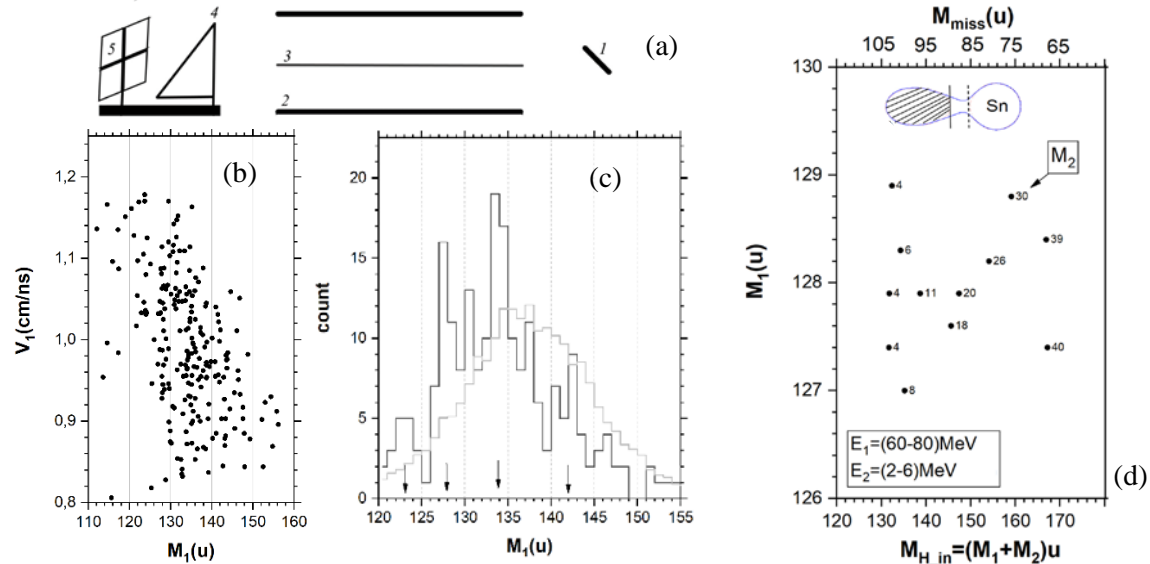 4
5
3
1
2
(a)
V₁(cm/ns)
1,2
1,1
1,0
0,9
0,8
(b)
110 120 130 140 150 160
M₁(u)
count
20
15
10
5
0
(c)
120 125 130 135 140 145 150 155
M₁(u)
M_miss(u)
105 95 85 75 65
M₁(u)
130
129
128
127
126
Sn
M₂
4
30
6
39
26
4
11
20
18
4
40
8
E₁=(60-80)MeV
E₂=(2-6)MeV
(d)
120 130 140 150 160 170
M_H_in=(M₁+M₂)u